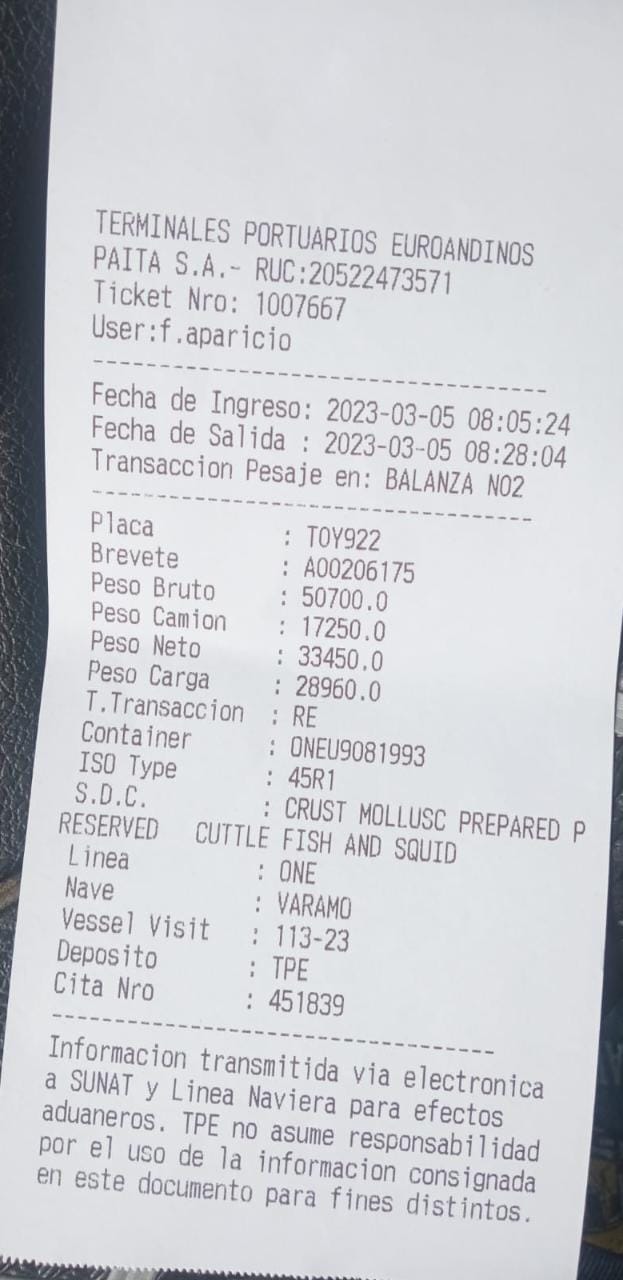 TERMINALES PORTUARIOS EUROANDINOS
PAITA S.A.- RUC:20522473571
Ticket Nro: 1007667
User:f.aparicio
------------------------------------
Fecha de Ingreso: 2023-03-05 08:05:24
Fecha de Salida : 2023-03-05 08:28:04
Transaccion Pesaje en: BALANZA NO2
------------------------------------
Placa : TOY922
Brevete : A00206175
Peso Bruto : 50700.0
Peso Camion : 17250.0
Peso Neto : 33450.0
Peso Carga : 28960.0
T.Transaccion : RE
Container : ONEU9081993
ISO Type : 45R1
S.D.C. : CRUST MOLLUSC PREPARED P
RESERVED CUTTLE FISH AND SQUID
Linea : ONE
Nave : VARAMO
Vessel Visit : 113-23
Deposito : TPE
Cita Nro : 451839
------------------------------------
Informacion transmitida via electronica
a SUNAT y Linea Naviera para efectos
aduaneros. TPE no asume responsabilidad
por el uso de la informacion consignada
en este documento para fines distintos.